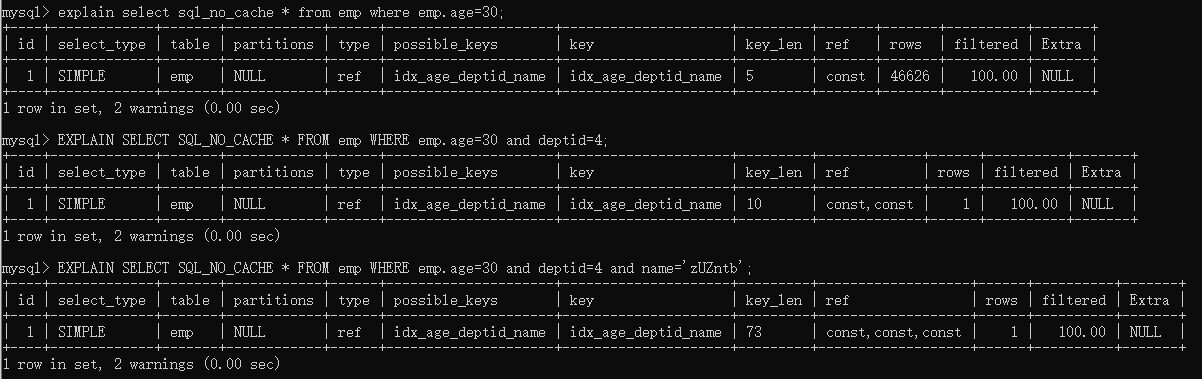 mysql> explain select sql_no_cache * from emp where emp.age=30;
+----+-------------+-------+------------+------+----------------------+----------------------+---------+-------+-------+----------+-------+
| id | select_type | table | partitions | type | possible_keys | key | key_len | ref | rows | filtered | Extra |
+----+-------------+-------+------------+------+----------------------+----------------------+---------+-------+-------+----------+-------+
| 1 | SIMPLE | emp | NULL | ref | idx_age_deptid_name | idx_age_deptid_name | 5 | const | 46626 | 100.00 | NULL |
+----+-------------+-------+------------+------+----------------------+----------------------+---------+-------+-------+----------+-------+
1 row in set, 2 warnings (0.00 sec)
mysql> EXPLAIN SELECT SQL_NO_CACHE * FROM emp WHERE emp.age=30 and deptid=4;
+----+-------------+-------+------------+------+----------------------+----------------------+---------+-------------+------+----------+-------+
| id | select_type | table | partitions | type | possible_keys | key | key_len | ref | rows | filtered | Extra |
+----+-------------+-------+------------+------+----------------------+----------------------+---------+-------------+------+----------+-------+
| 1 | SIMPLE | emp | NULL | ref | idx_age_deptid_name | idx_age_deptid_name | 10 | const,const | 1 | 100.00 | NULL |
+----+-------------+-------+------------+------+----------------------+----------------------+---------+-------------+------+----------+-------+
1 row in set, 2 warnings (0.00 sec)
mysql> EXPLAIN SELECT SQL_NO_CACHE * FROM emp WHERE emp.age=30 and deptid=4 and name='zUZntb';
+----+-------------+-------+------------+------+----------------------+----------------------+---------+-------------------+------+----------+-------+
| id | select_type | table | partitions | type | possible_keys | key | key_len | ref | rows | filtered | Extra |
+----+-------------+-------+------------+------+----------------------+----------------------+---------+-------------------+------+----------+-------+
| 1 | SIMPLE | emp | NULL | ref | idx_age_deptid_name | idx_age_deptid_name | 73 | const,const,const | 1 | 100.00 | NULL |
+----+-------------+-------+------------+------+----------------------+----------------------+---------+-------------------+------+----------+-------+
1 row in set, 2 warnings (0.00 sec)